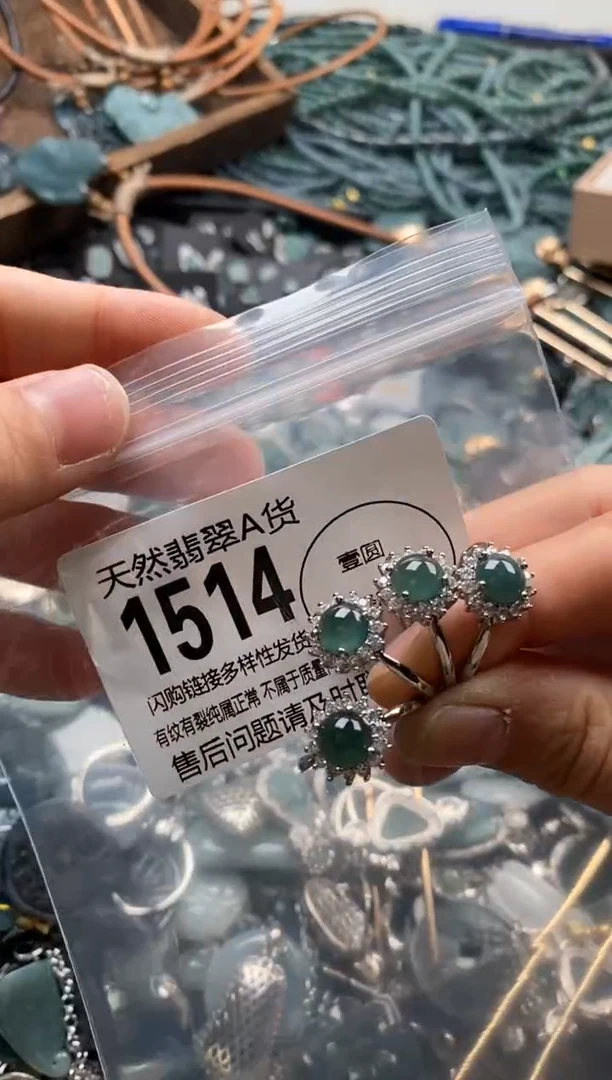 天然翡翠A货
1514
壹圆
闪购链接多样性发货
有纹有裂纯属正常 不属于质量
售后问题请及时